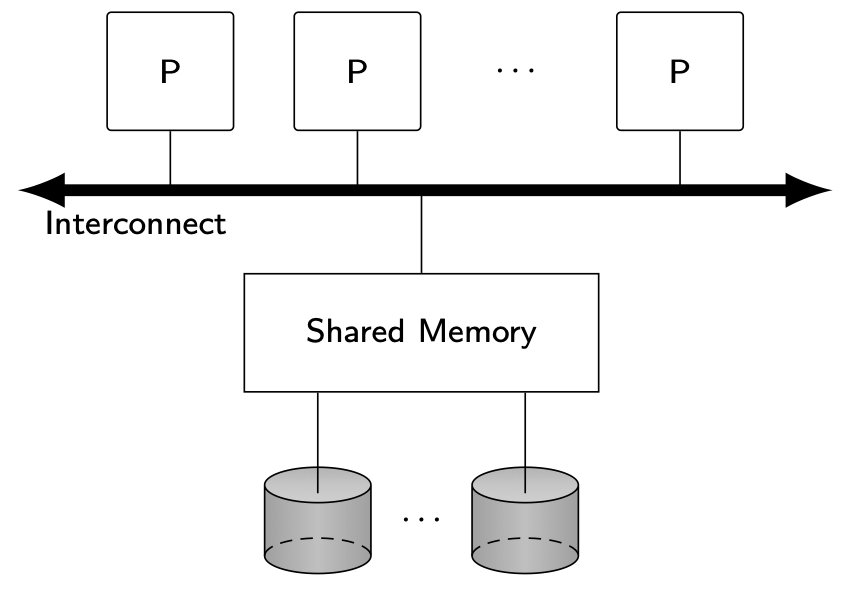 P P ... P
Interconnect
Shared Memory
...